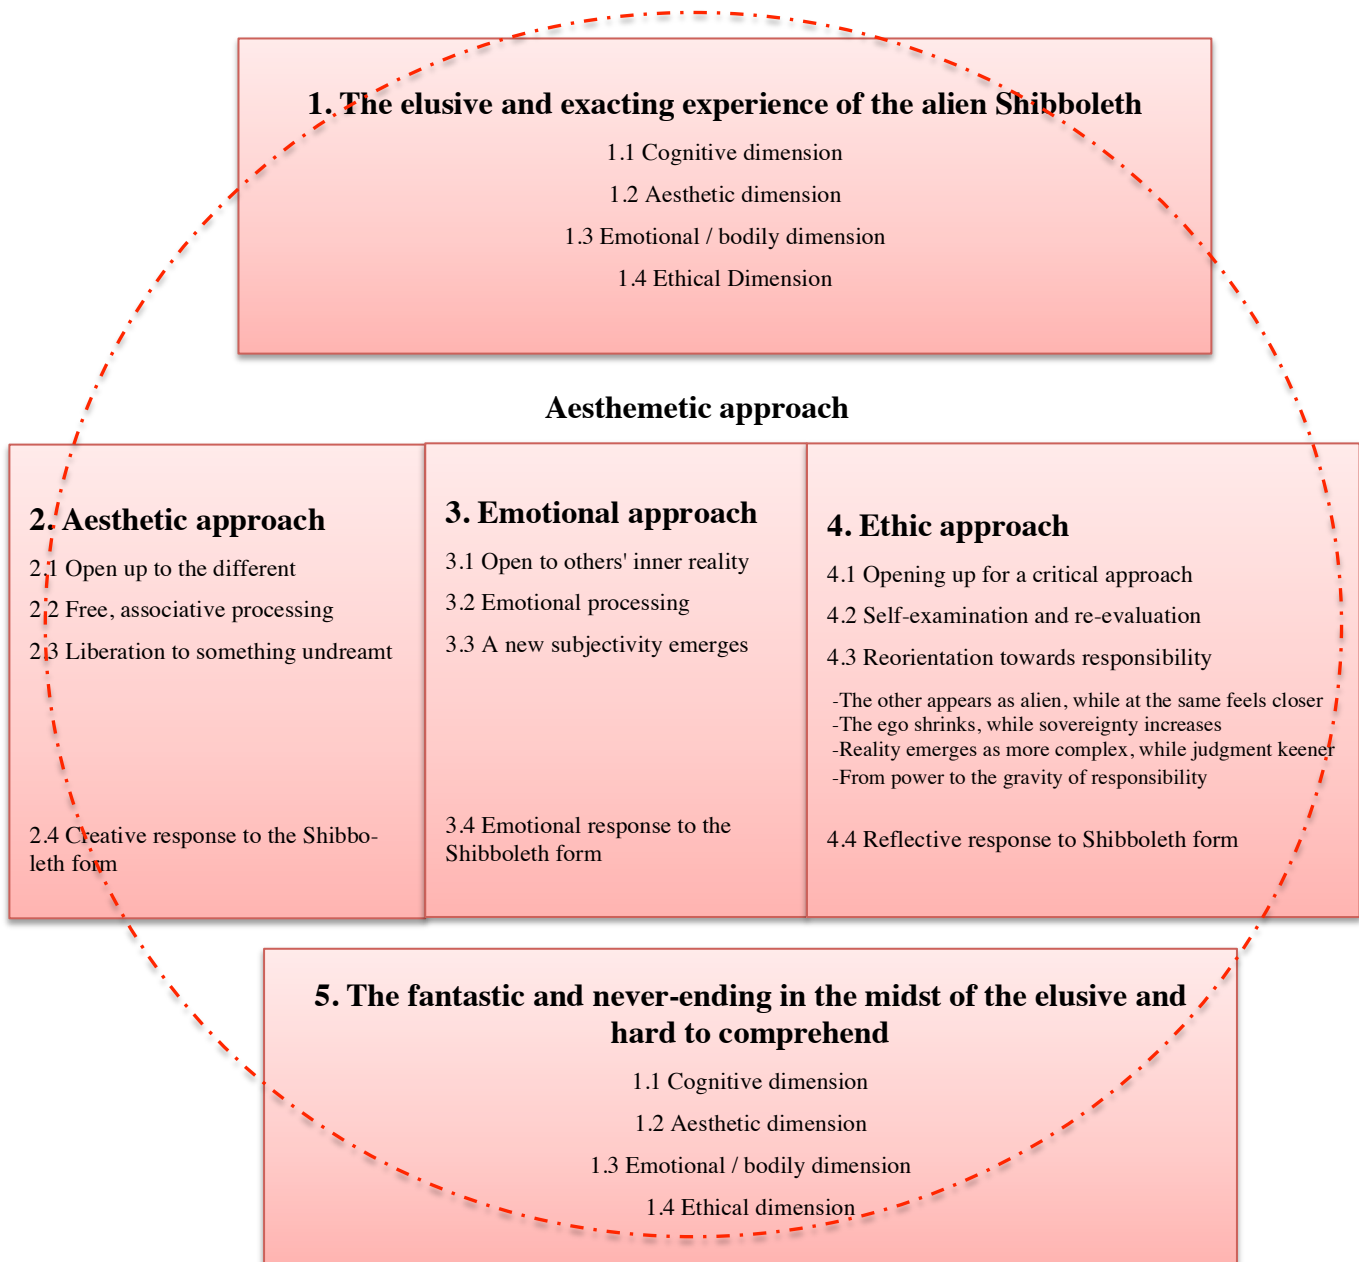 1. The elusive and exacting experience of the alien Shibboleth
1.1 Cognitive dimension
1.2 Aesthetic dimension
1.3 Emotional / bodily dimension
1.4 Ethical Dimension
Aesthemetic approach
2. Aesthetic approach
2.1 Open up to the different
2.2 Free, associative processing
2.3 Liberation to something undreamt
2.4 Creative response to the Shibbo-
leth form
3. Emotional approach
3.1 Open to others' inner reality
3.2 Emotional processing
3.3 A new subjectivity emerges
3.4 Emotional response to the
Shibboleth form
4. Ethic approach
4.1 Opening up for a critical approach
4.2 Self-examination and re-evaluation
4.3 Reorientation towards responsibility
-The other appears as alien, while at the same feels closer
-The ego shrinks, while sovereignty increases
-Reality emerges as more complex, while judgment keener
-From power to the gravity of responsibility
4.4 Reflective response to Shibboleth form
5. The fantastic and never-ending in the midst of the elusive and
hard to comprehend
1.1 Cognitive dimension
1.2 Aesthetic dimension
1.3 Emotional / bodily dimension
1.4 Ethical dimension